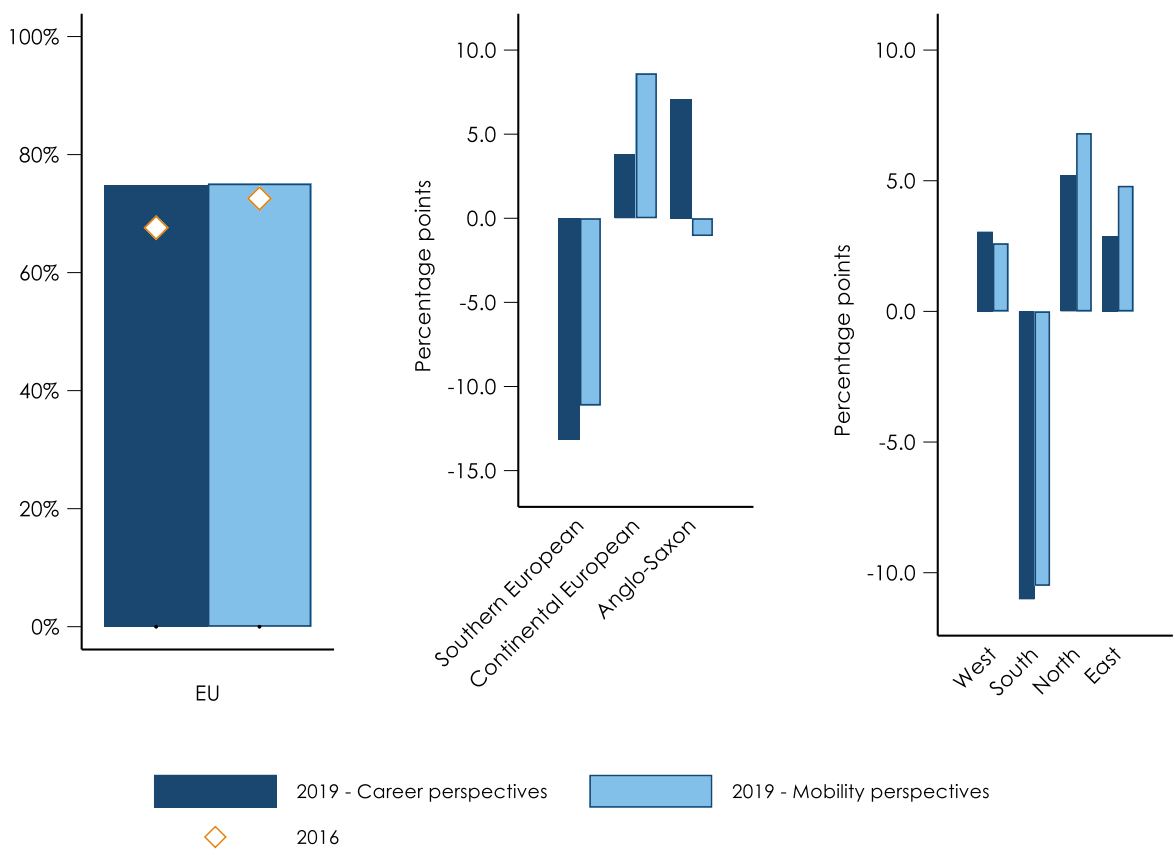 100%
80%
60%
40%
20%
0%
EU
Percentage points
10.0
5.0
0.0
-5.0
-10.0
-15.0
Southern European
Continental European
Anglo-Saxon
Percentage points
10.0
5.0
0.0
-5.0
-10.0
West
South
North
East
2019 - Career perspectives
2019 - Mobility perspectives
2016